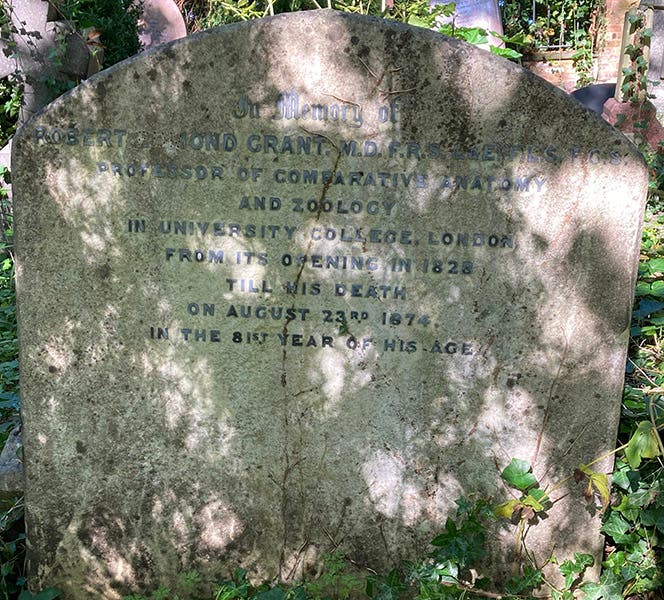 In Memory of
ROBERT EDMOND GRANT, M.D. F.R.S. L.&E. F.L.S. F.G.S.
PROFESSOR OF COMPARATIVE ANATOMY
AND ZOOLOGY
IN UNIVERSITY COLLEGE, LONDON,
FROM ITS OPENING IN 1828
TILL HIS DEATH
ON AUGUST 23RD 1874,
IN THE 81ST YEAR OF HIS AGE.